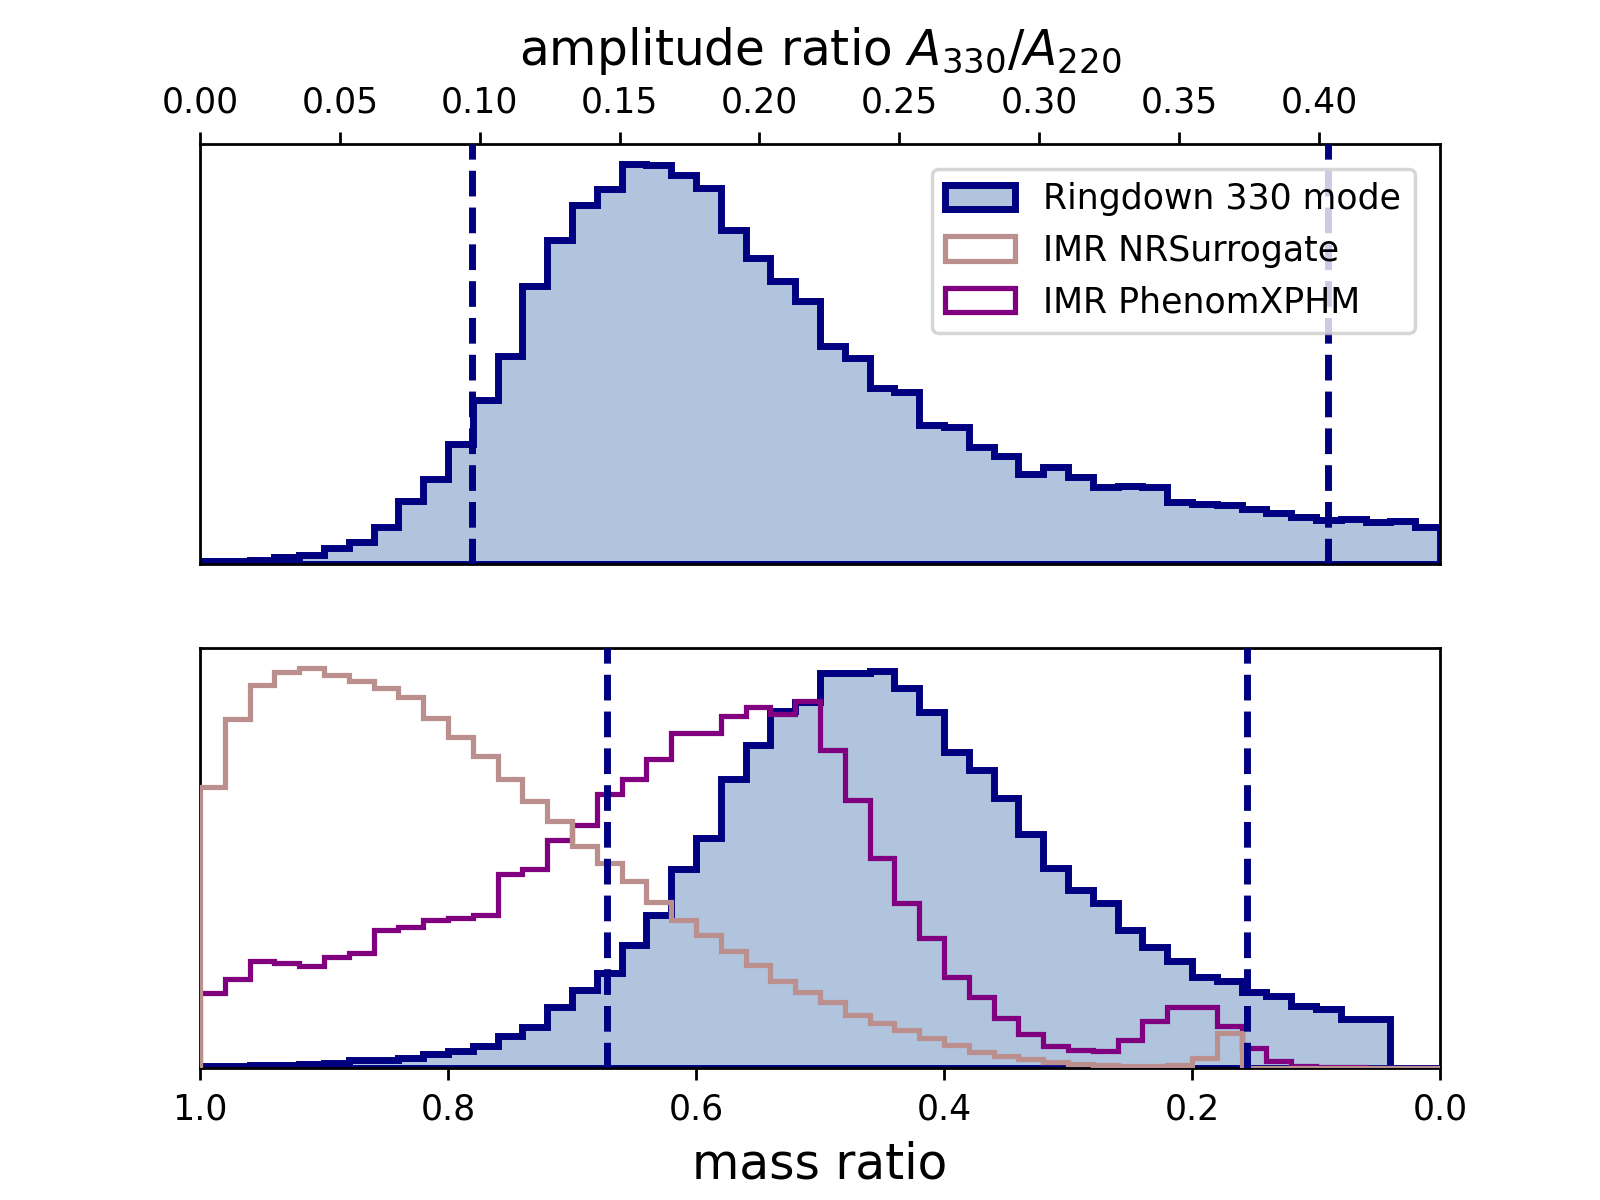 amplitude ratio A₃₃₀/A₂₂₀
0.00 0.05 0.10 0.15 0.20 0.25 0.30 0.35 0.40
Ringdown 330 mode
IMR NRSurrogate
IMR PhenomXPHM
1.0 0.8 0.6 0.4 0.2 0.0
mass ratio